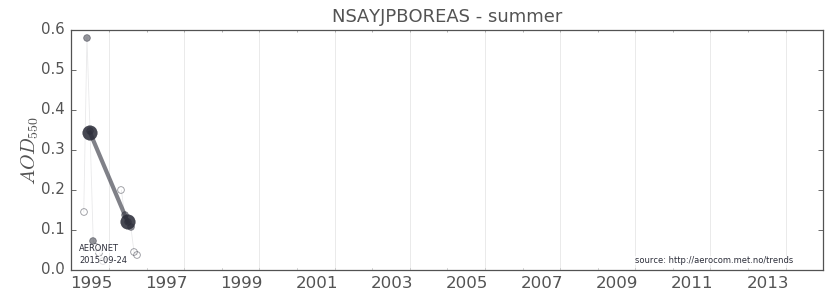 NSAYJPBOREAS - summer
0.6
0.5
0.4
0.3
0.2
0.1
0.0
AOD550
AERONET
2015-09-24
source: http://aerocom.met.no/trends
1995 1997 1999 2001 2003 2005 2007 2009 2011 2013